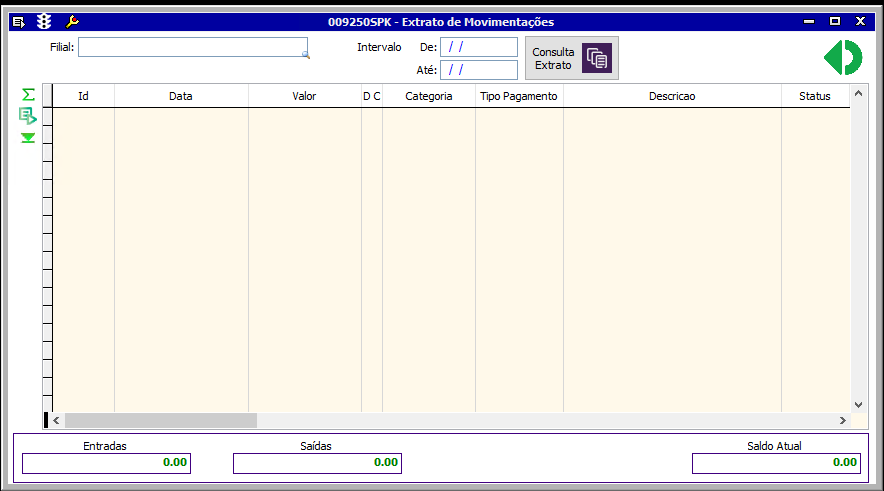 009250SPK - Extrato de Movimentações
Filial:
Intervalo De: / /
Até: / /
Consulta
Extrato
Id Data Valor D C Categoria Tipo Pagamento Descricao Status
Entradas Saídas Saldo Atual
0.00 0.00 0.00